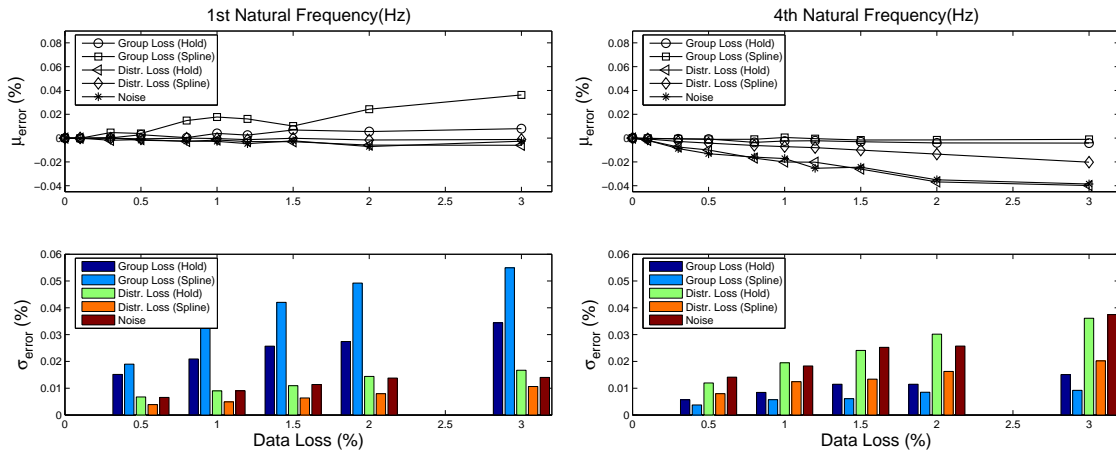 1st Natural Frequency(Hz)
0.08
0.06
0.04
0.02
0
−0.02
−0.04
μerror (%)
Group Loss (Hold)
Group Loss (Spline)
Distr. Loss (Hold)
Distr. Loss (Spline)
Noise
0 0.5 1 1.5 2 2.5 3
4th Natural Frequency(Hz)
0.08
0.06
0.04
0.02
0
−0.02
−0.04
μerror (%)
Group Loss (Hold)
Group Loss (Spline)
Distr. Loss (Hold)
Distr. Loss (Spline)
Noise
0 0.5 1 1.5 2 2.5 3
0.06
0.05
0.04
0.03
0.02
0.01
0
σerror (%)
Group Loss (Hold)
Group Loss (Spline)
Distr. Loss (Hold)
Distr. Loss (Spline)
Noise
0 0.5 1 1.5 2 2.5 3
Data Loss (%)
0.06
0.05
0.04
0.03
0.02
0.01
0
σerror (%)
Group Loss (Hold)
Group Loss (Spline)
Distr. Loss (Hold)
Distr. Loss (Spline)
Noise
0 0.5 1 1.5 2 2.5 3
Data Loss (%)